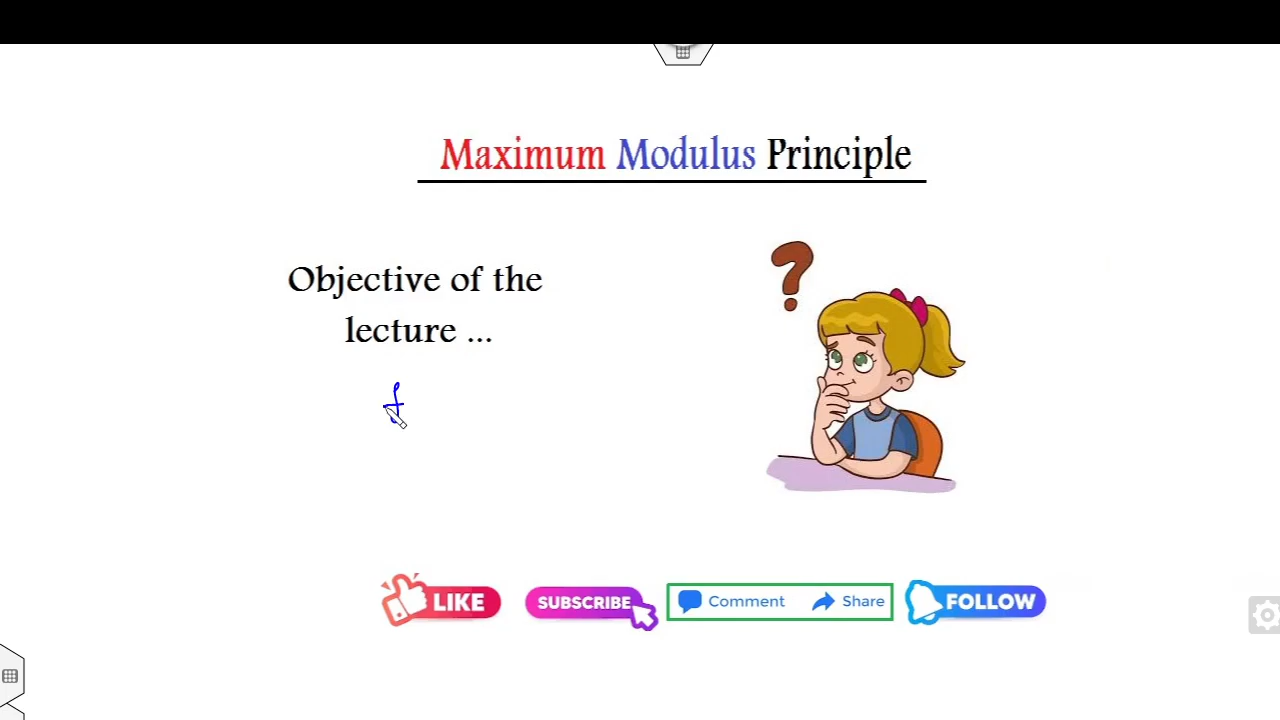 Maximum Modulus Principle
Objective of the
lecture ...
f
LIKE SUBSCRIBE Comment Share FOLLOW